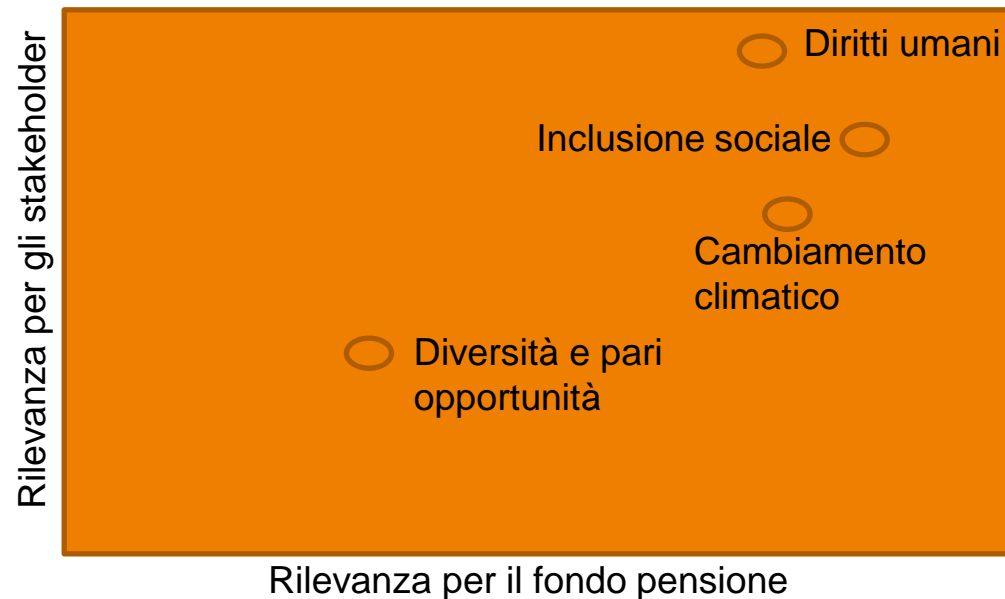 Rilevanza per gli stakeholder
Diritti umani
Inclusione sociale
Cambiamento
climatico
Diversità e pari
opportunità
Rilevanza per il fondo pensione